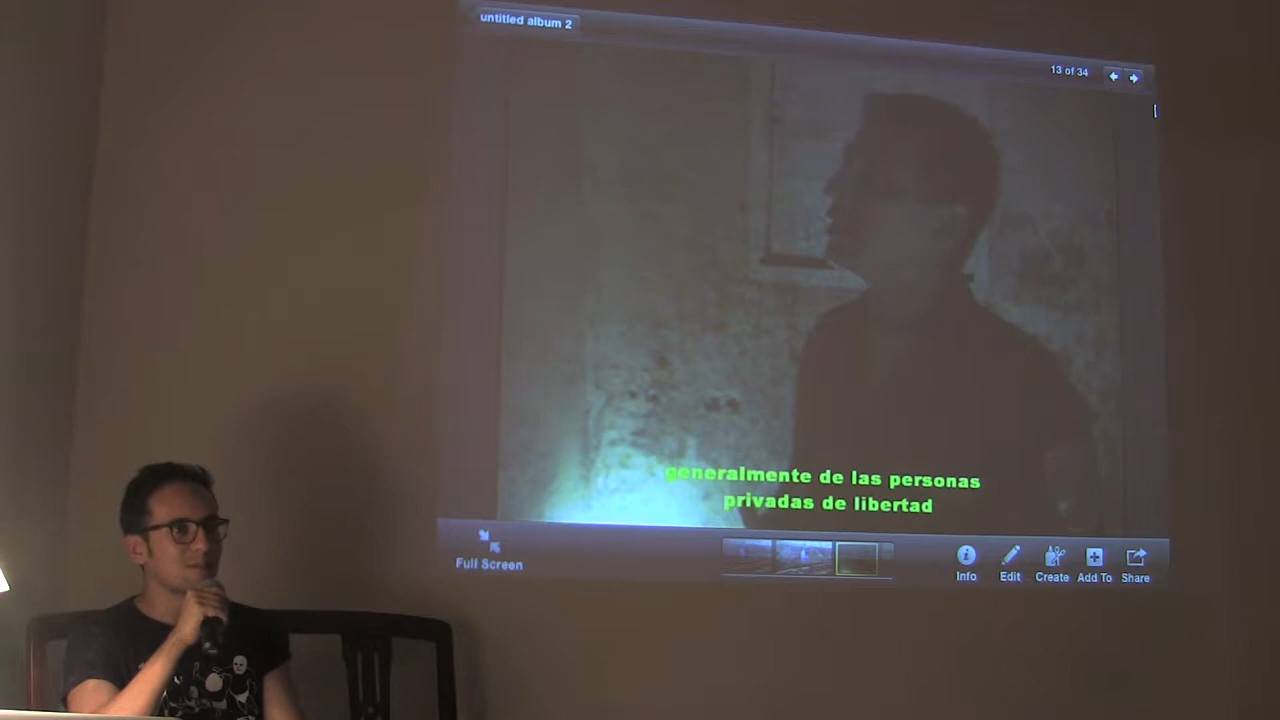 untitled album 2
13 of 34
generalmente de las personas
privadas de libertad
Full Screen
Info
Edit
Create
Add To
Share